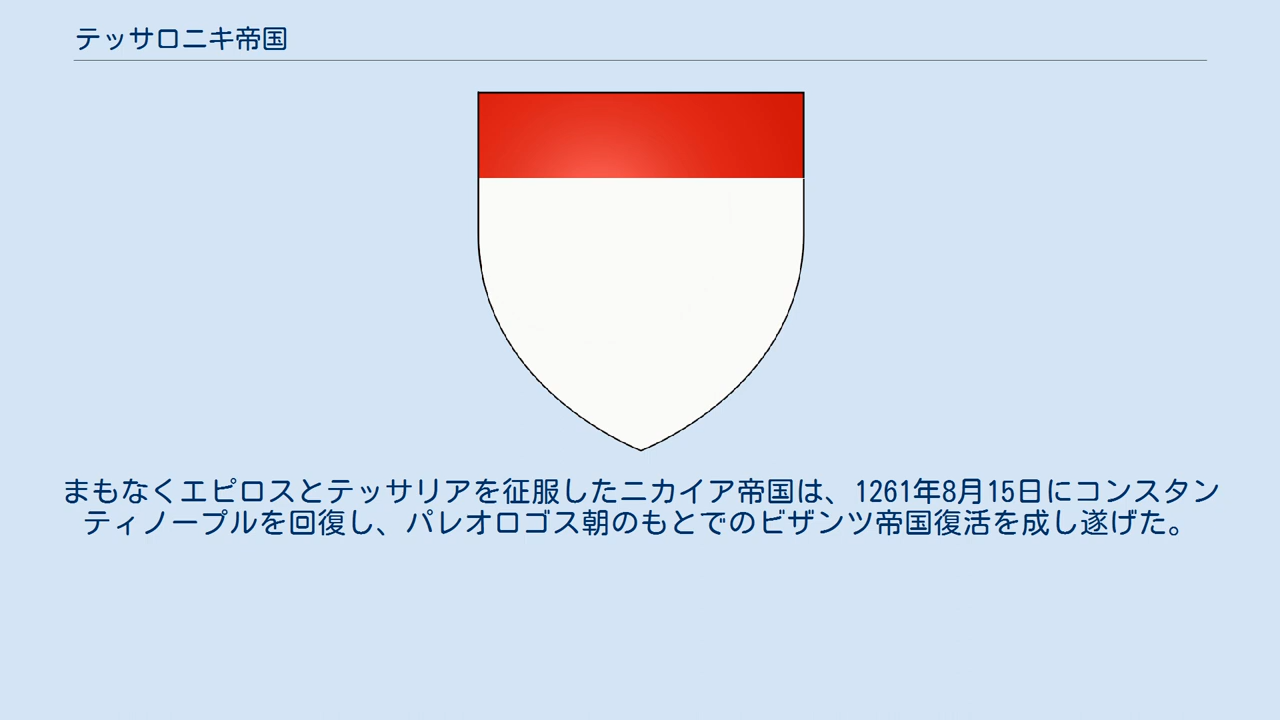 テッサロニキ帝国
まもなくエピロスとテッサリアを征服したニカイア帝国は、1261年8月15日にコンスタン
ティノープルを回復し、パレオロゴス朝のもとでのビザンツ帝国復活を成し遂げた。